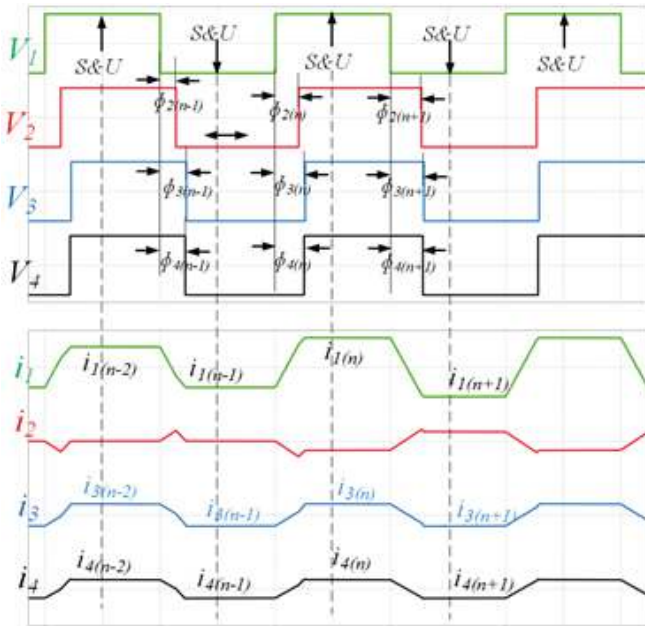 V1
S&U
S&U
S&U
S&U
S&U
ϕ2(n-1)
ϕ2(n)
ϕ2(n+1)
V2
V3
ϕ3(n-1)
ϕ3(n)
ϕ3(n+1)
V4
ϕ4(n-1)
ϕ4(n)
ϕ4(n+1)
i1
i1(n-2)
i1(n-1)
i1(n)
i1(n+1)
i2
i3
i3(n-2)
i3(n-1)
i3(n)
i3(n+1)
i4
i4(n-2)
i4(n-1)
i4(n)
i4(n+1)